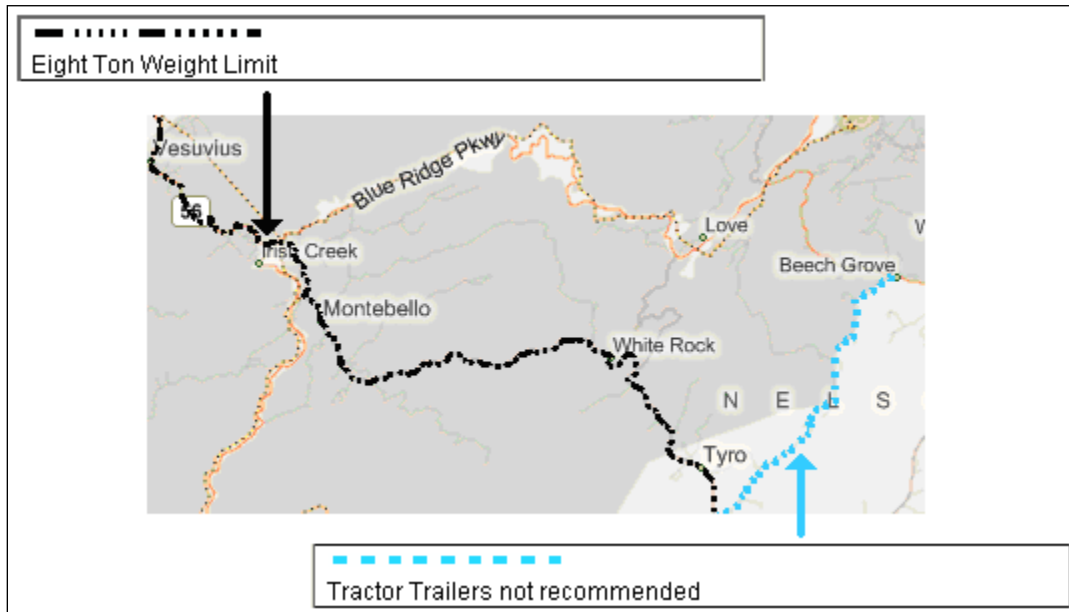 Eight Ton Weight Limit
Vesuvius
56
Blue Ridge Pkwy
Irish Creek
Love
W
Beech Grove
Montebello
White Rock
N E L S
Tyro
Tractor Trailers not recommended